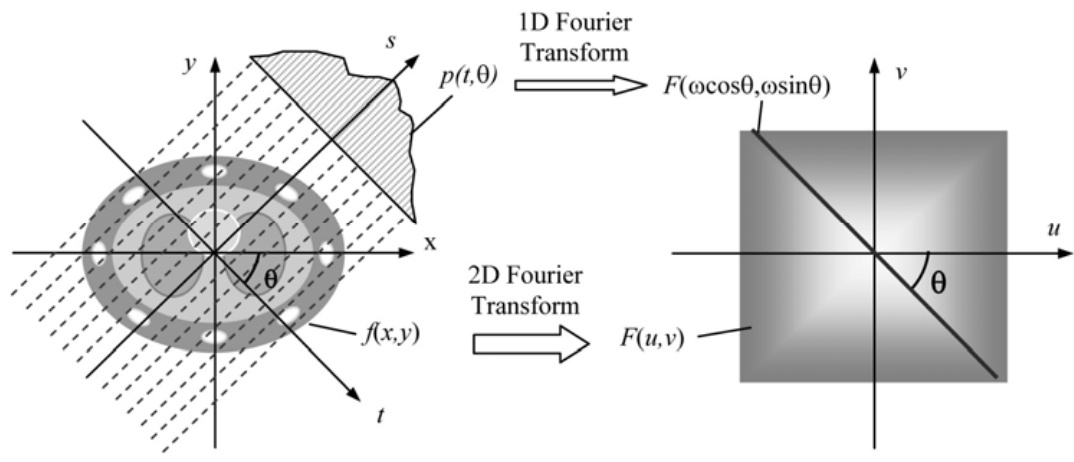 1D Fourier
Transform
y
s
p(t,θ)
F(ωcosθ,ωsinθ)
v
x
θ
u
θ
2D Fourier
Transform
f(x,y)
F(u,v)
t